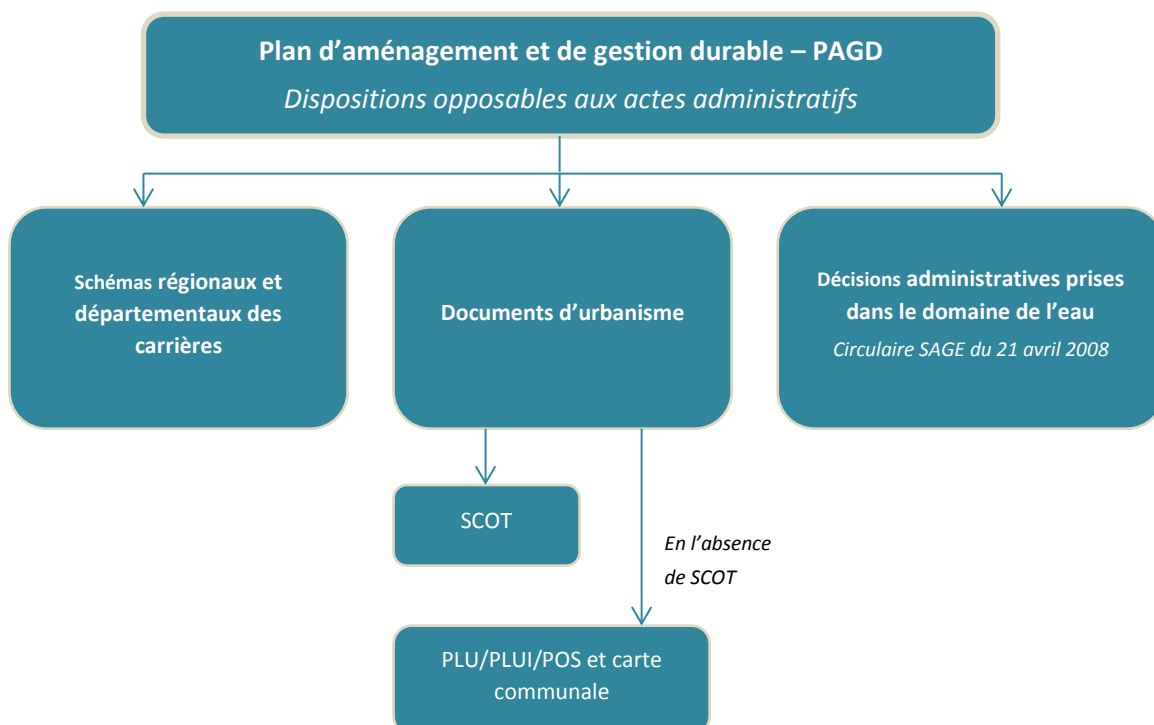 Plan d’aménagement et de gestion durable – PAGD
Dispositions opposables aux actes administratifs
Schémas régionaux et
départementaux des
carrières
Documents d’urbanisme
Décisions administratives prises
dans le domaine de l’eau
Circulaire SAGE du 21 avril 2008
SCOT
En l’absence
de SCOT
PLU/PLUI/POS et carte
communale